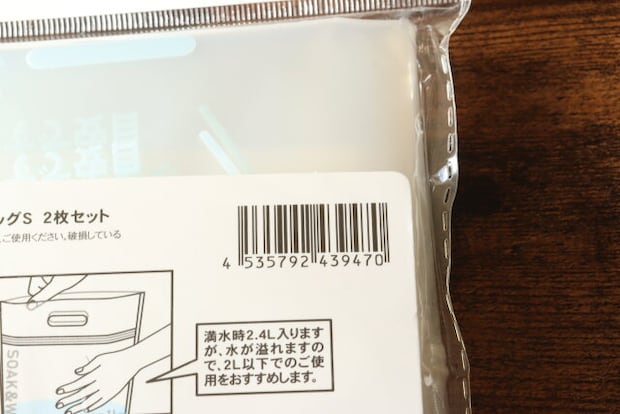 ッグS 2枚セット
ご使用ください。破損している
4 535792 439470
満水時2.4L入ります
が、水が溢れますの
で、2L以下でのご使
用をおすすめします。
SOAK&W